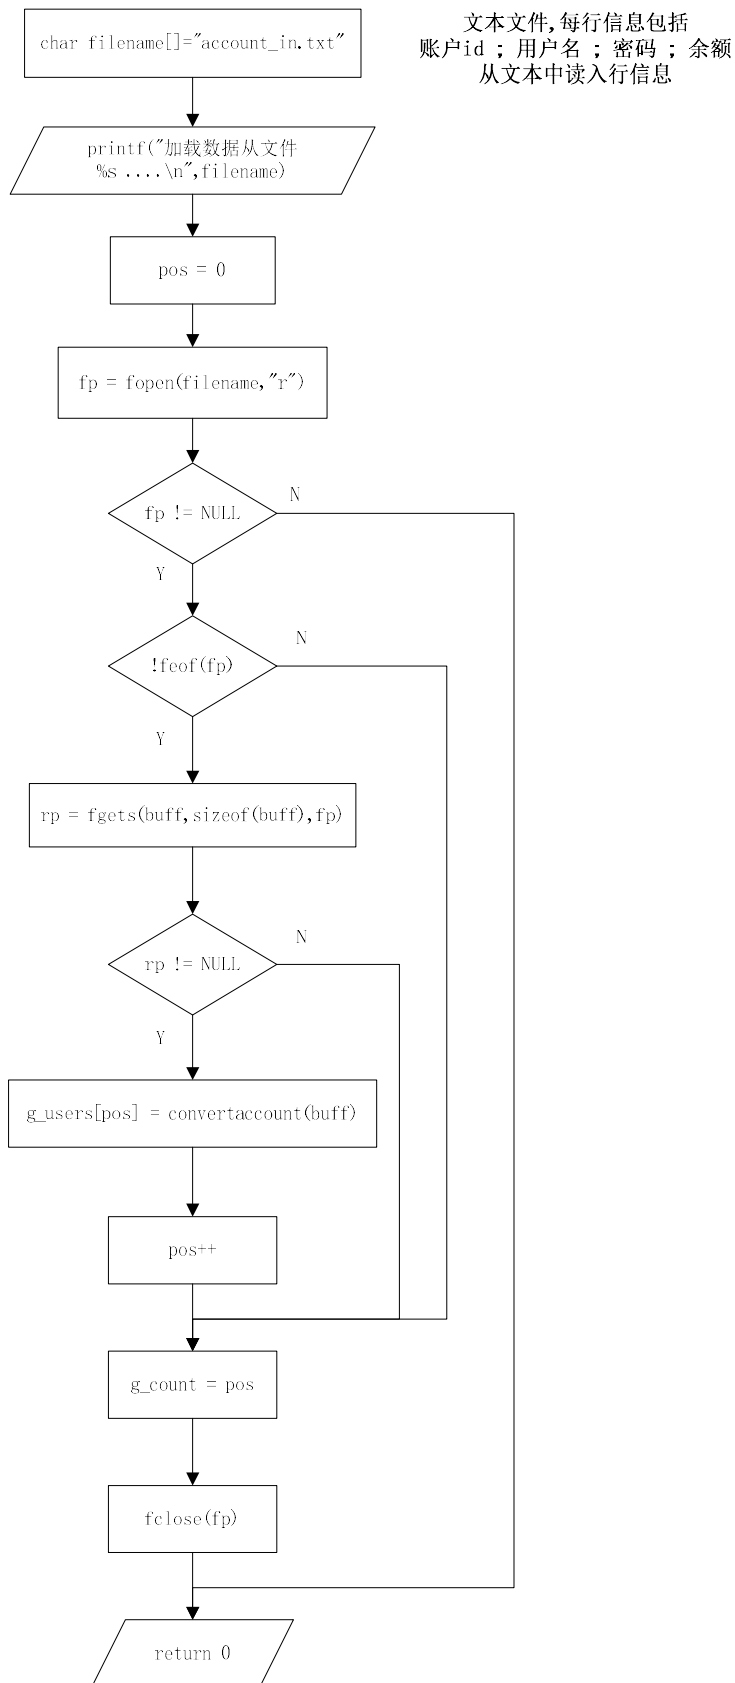 char filename[]="account_in.txt"
文本文件,每行信息包括
账户id ; 用户名 ; 密码 ; 余额
从文本中读入行信息
printf("加载数据从文件
%s ....\n",filename)
pos = 0
fp = fopen(filename,"r")
fp != NULL
N
Y
!feof(fp)
N
Y
rp = fgets(buff,sizeof(buff),fp)
rp != NULL
N
Y
g_users[pos] = convertaccount(buff)
pos++
g_count = pos
fclose(fp)
return 0